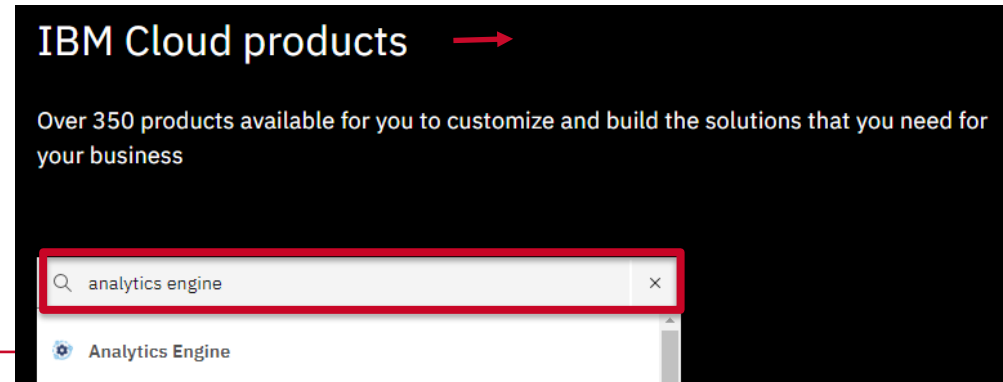 IBM Cloud products
Over 350 products available for you to customize and build the solutions that you need for
your business
analytics engine
Analytics Engine